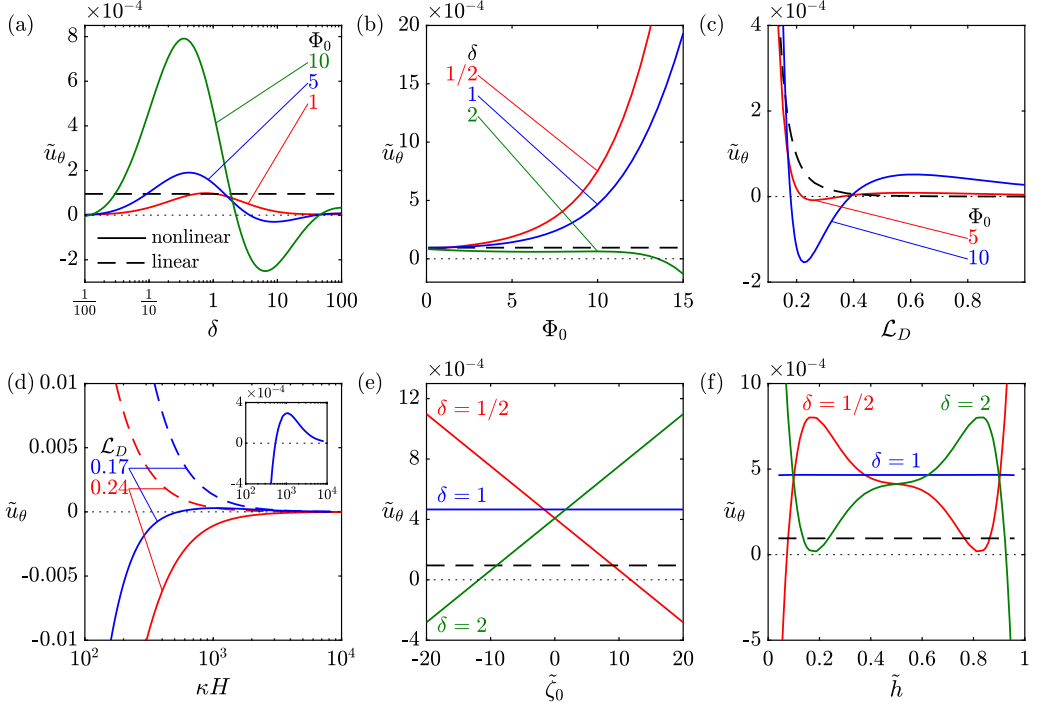 (a)
×10⁻⁴
8
6
4
2
0
-2
ũ_θ
Φ₀
10
5
1
nonlinear
linear
1/100
1/10
1
10
100
δ
(b)
×10⁻⁴
20
15
10
5
0
ũ_θ
δ
1/2
1
2
0
5
10
15
Φ₀
(c)
×10⁻⁴
4
2
0
-2
-4
ũ_θ
Φ₀
5
10
0.2
0.4
0.6
0.8
ℒ_D
(d)
0.01
0.005
0
-0.005
-0.01
ũ_θ
ℒ_D
0.17
0.24
×10⁻⁴
4
0
-4
10²
10³
10⁴
10²
10³
10⁴
κH
(e)
×10⁻⁴
12
8
4
0
-4
ũ_θ
δ = 1/2
δ = 1
δ = 2
-20
-10
0
10
20
ζ̃₀
(f)
×10⁻⁴
10
5
0
-5
ũ_θ
δ = 1/2
δ = 2
δ = 1
0
0.2
0.4
0.6
0.8
1
h̃